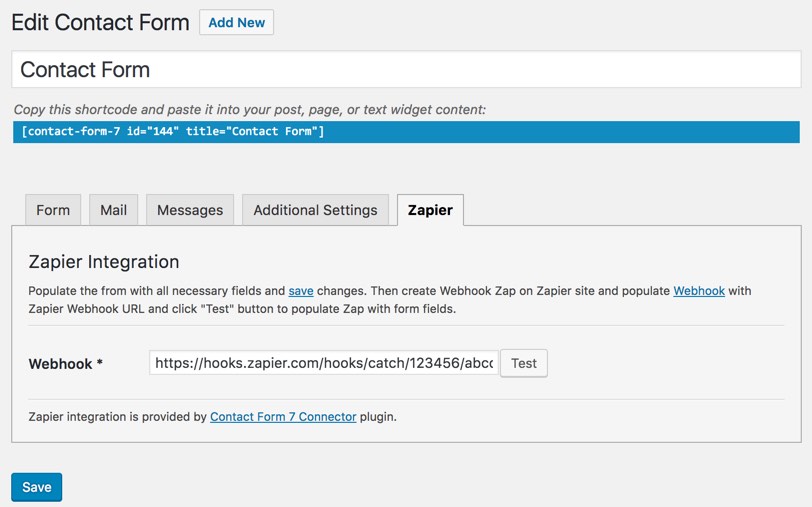 Edit Contact Form Add New
Contact Form
Copy this shortcode and paste it into your post, page, or text widget content:
[contact-form-7 id="144" title="Contact Form"]
Form Mail Messages Additional Settings Zapier
Zapier Integration
Populate the from with all necessary fields and save changes. Then create Webhook Zap on Zapier site and populate Webhook with
Zapier Webhook URL and click "Test" button to populate Zap with form fields.
Webhook * https://hooks.zapier.com/hooks/catch/123456/abcc Test
Zapier integration is provided by Contact Form 7 Connector plugin.
Save